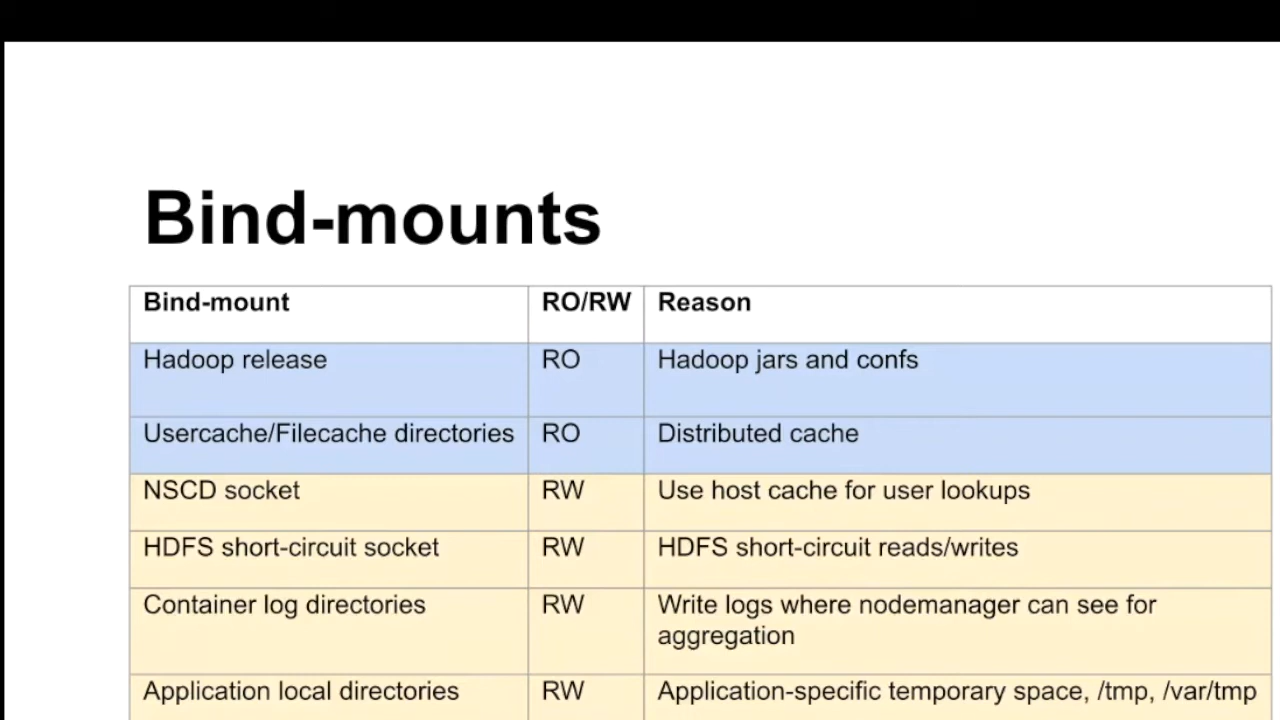 Bind-mounts
Bind-mount RO/RW Reason
Hadoop release RO Hadoop jars and confs
Usercache/Filecache directories RO Distributed cache
NSCD socket RW Use host cache for user lookups
HDFS short-circuit socket RW HDFS short-circuit reads/writes
Container log directories RW Write logs where nodemanager can see for
aggregation
Application local directories RW Application-specific temporary space, /tmp, /var/tmp